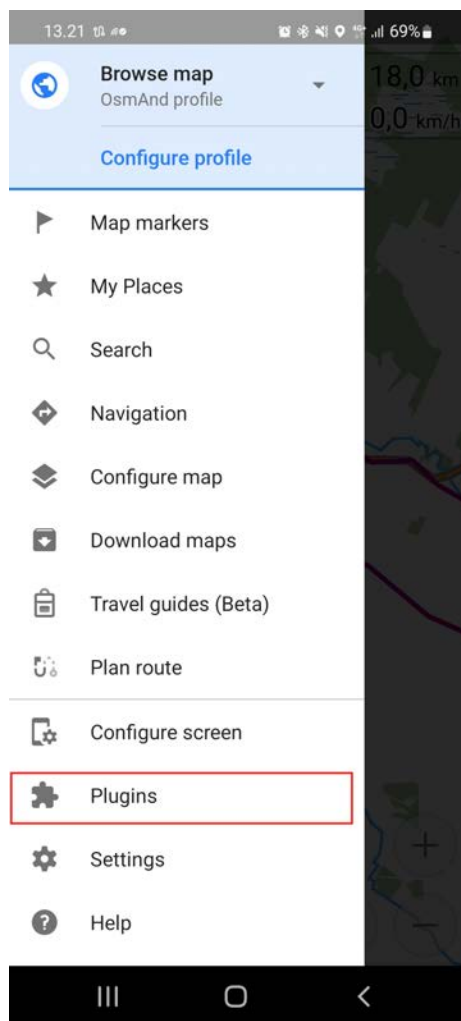 13.21 69%
Browse map
OsmAnd profile
Configure profile
18,0 km
0,0 km/h
Map markers
My Places
Search
Navigation
Configure map
Download maps
Travel guides (Beta)
Plan route
Configure screen
Plugins
Settings
Help